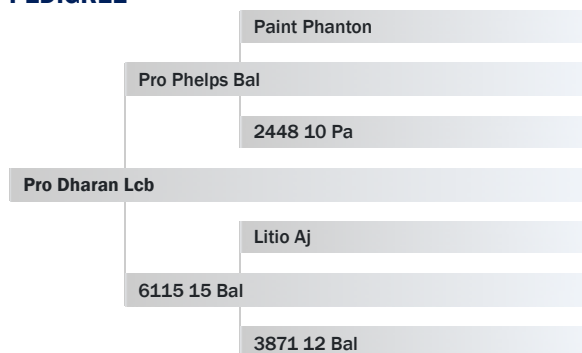 PEDIGREE
Paint Phanton
Pro Phelps Bal
2448 10 Pa
Pro Dharan Lcb
Litio Aj
6115 15 Bal
3871 12 Bal